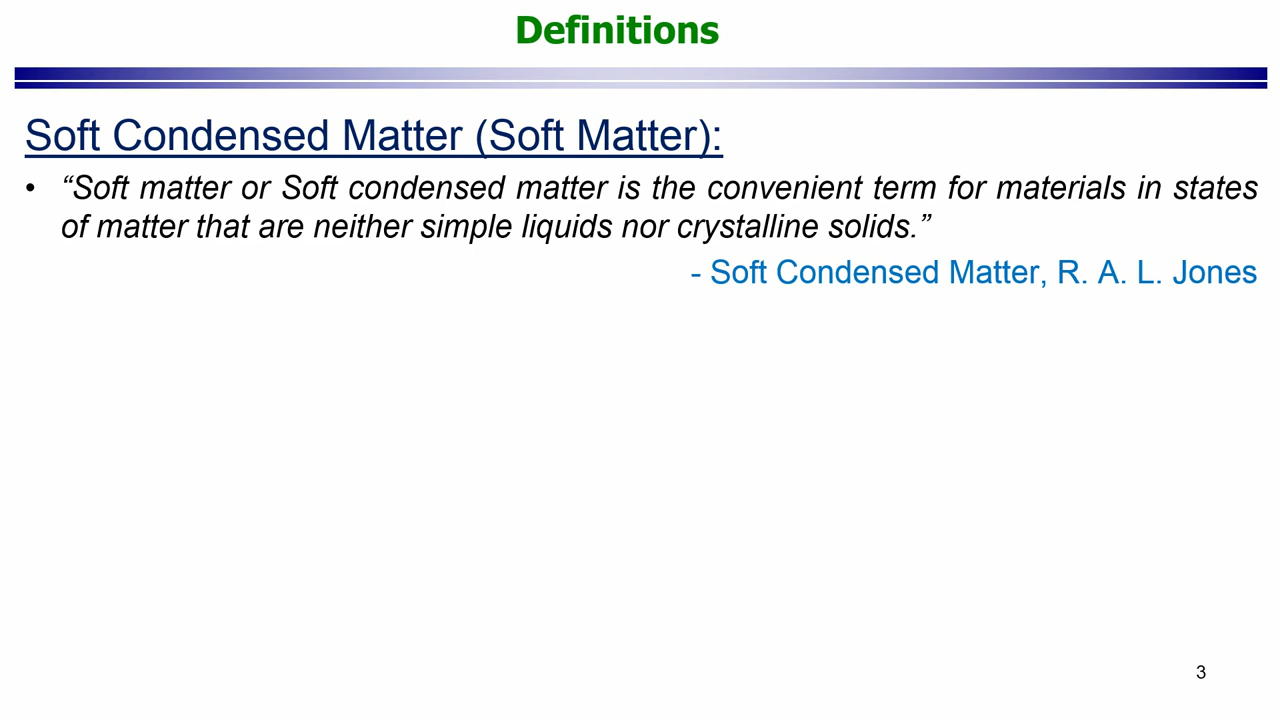 Definitions
Soft Condensed Matter (Soft Matter):
• “Soft matter or Soft condensed matter is the convenient term for materials in states
of matter that are neither simple liquids nor crystalline solids.”
- Soft Condensed Matter, R. A. L. Jones
3